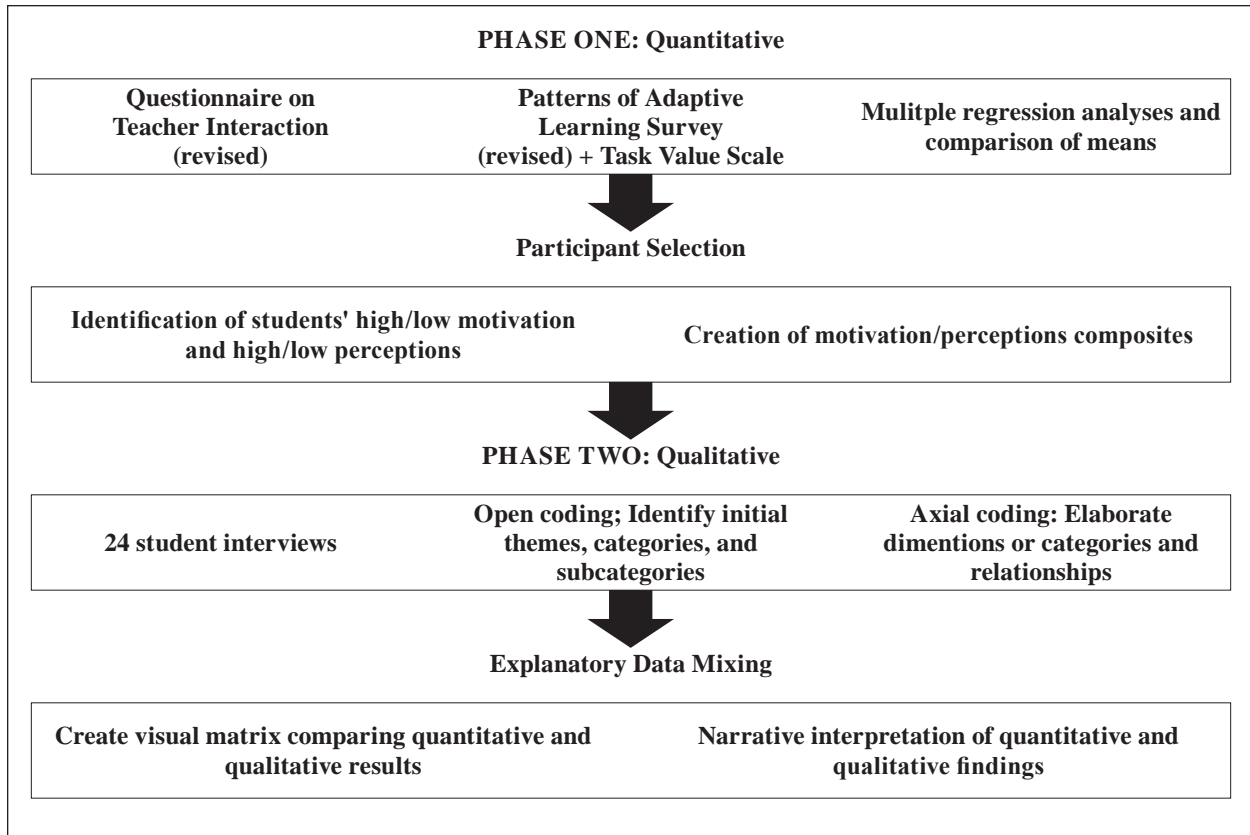 PHASE ONE: Quantitative
Questionnaire on
Teacher Interaction
(revised)
Patterns of Adaptive
Learning Survey
(revised) + Task Value Scale
Mulitple regression analyses and
comparison of means
Participant Selection
Identification of students' high/low motivation
and high/low perceptions
Creation of motivation/perceptions composites
PHASE TWO: Qualitative
24 student interviews
Open coding; Identify initial
themes, categories, and
subcategories
Axial coding: Elaborate
dimentions or categories and
relationships
Explanatory Data Mixing
Create visual matrix comparing quantitative and
qualitative results
Narrative interpretation of quantitative and
qualitative findings